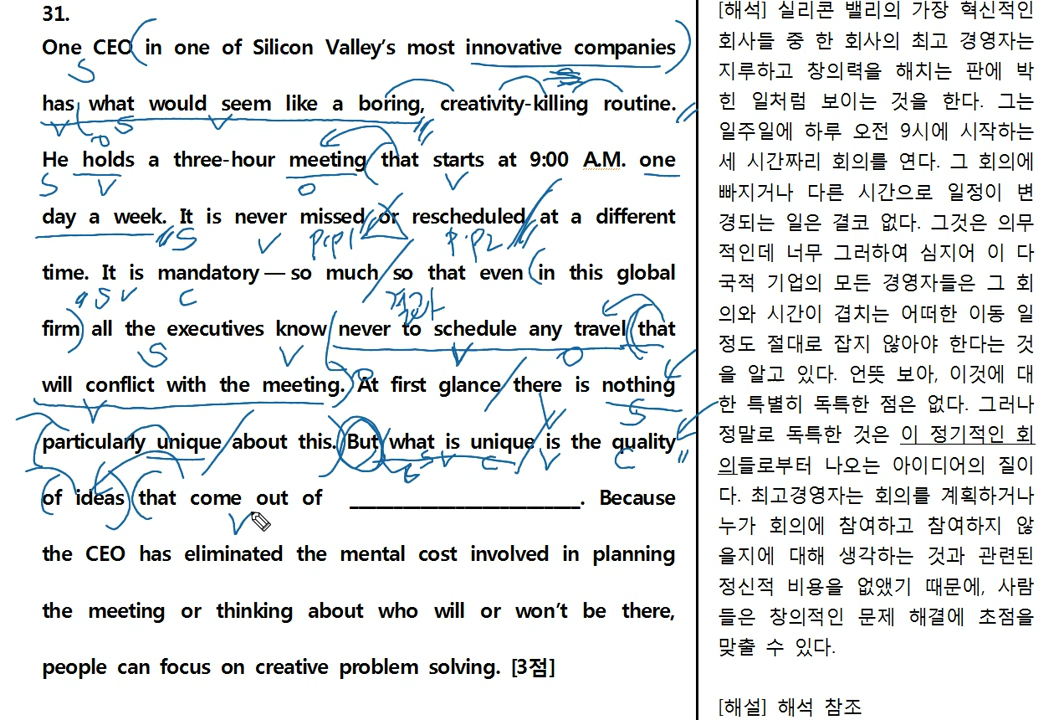 31.
One CEO in one of Silicon Valley's most innovative companies
has what would seem like a boring, creativity-killing routine.
He holds a three-hour meeting that starts at 9:00 A.M. one
day a week. It is never missed or rescheduled at a different
time. It is mandatory — so much so that even in this global
firm all the executives know never to schedule any travel that
will conflict with the meeting. At first glance there is nothing
particularly unique about this. But what is unique is the quality
of ideas that come out of ______________________. Because
the CEO has eliminated the mental cost involved in planning
the meeting or thinking about who will or won't be there,
people can focus on creative problem solving. [3점]
S
V S V
O
S V O V
S V P.P1 P.P2
S V C 결과
S V V O
V S
S V C V C
V
[해석] 실리콘 밸리의 가장 혁신적인
회사들 중 한 회사의 최고 경영자는
지루하고 창의력을 해치는 판에 박
힌 일처럼 보이는 것을 한다. 그는
일주일에 하루 오전 9시에 시작하는
세 시간짜리 회의를 연다. 그 회의에
빠지거나 다른 시간으로 일정이 변
경되는 일은 결코 없다. 그것은 의무
적인데 너무 그러하여 심지어 이 다
국적 기업의 모든 경영자들은 그 회
의와 시간이 겹치는 어떠한 이동 일
정도 절대로 잡지 않아야 한다는 것
을 알고 있다. 언뜻 보아, 이것에 대
한 특별히 독특한 점은 없다. 그러나
정말로 독특한 것은 이 정기적인 회
의들로부터 나오는 아이디어의 질이
다. 최고경영자는 회의를 계획하거나
누가 회의에 참여하고 참여하지 않
을지에 대해 생각하는 것과 관련된
정신적 비용을 없앴기 때문에, 사람
들은 창의적인 문제 해결에 초점을
맞출 수 있다.
[해설] 해석 참조